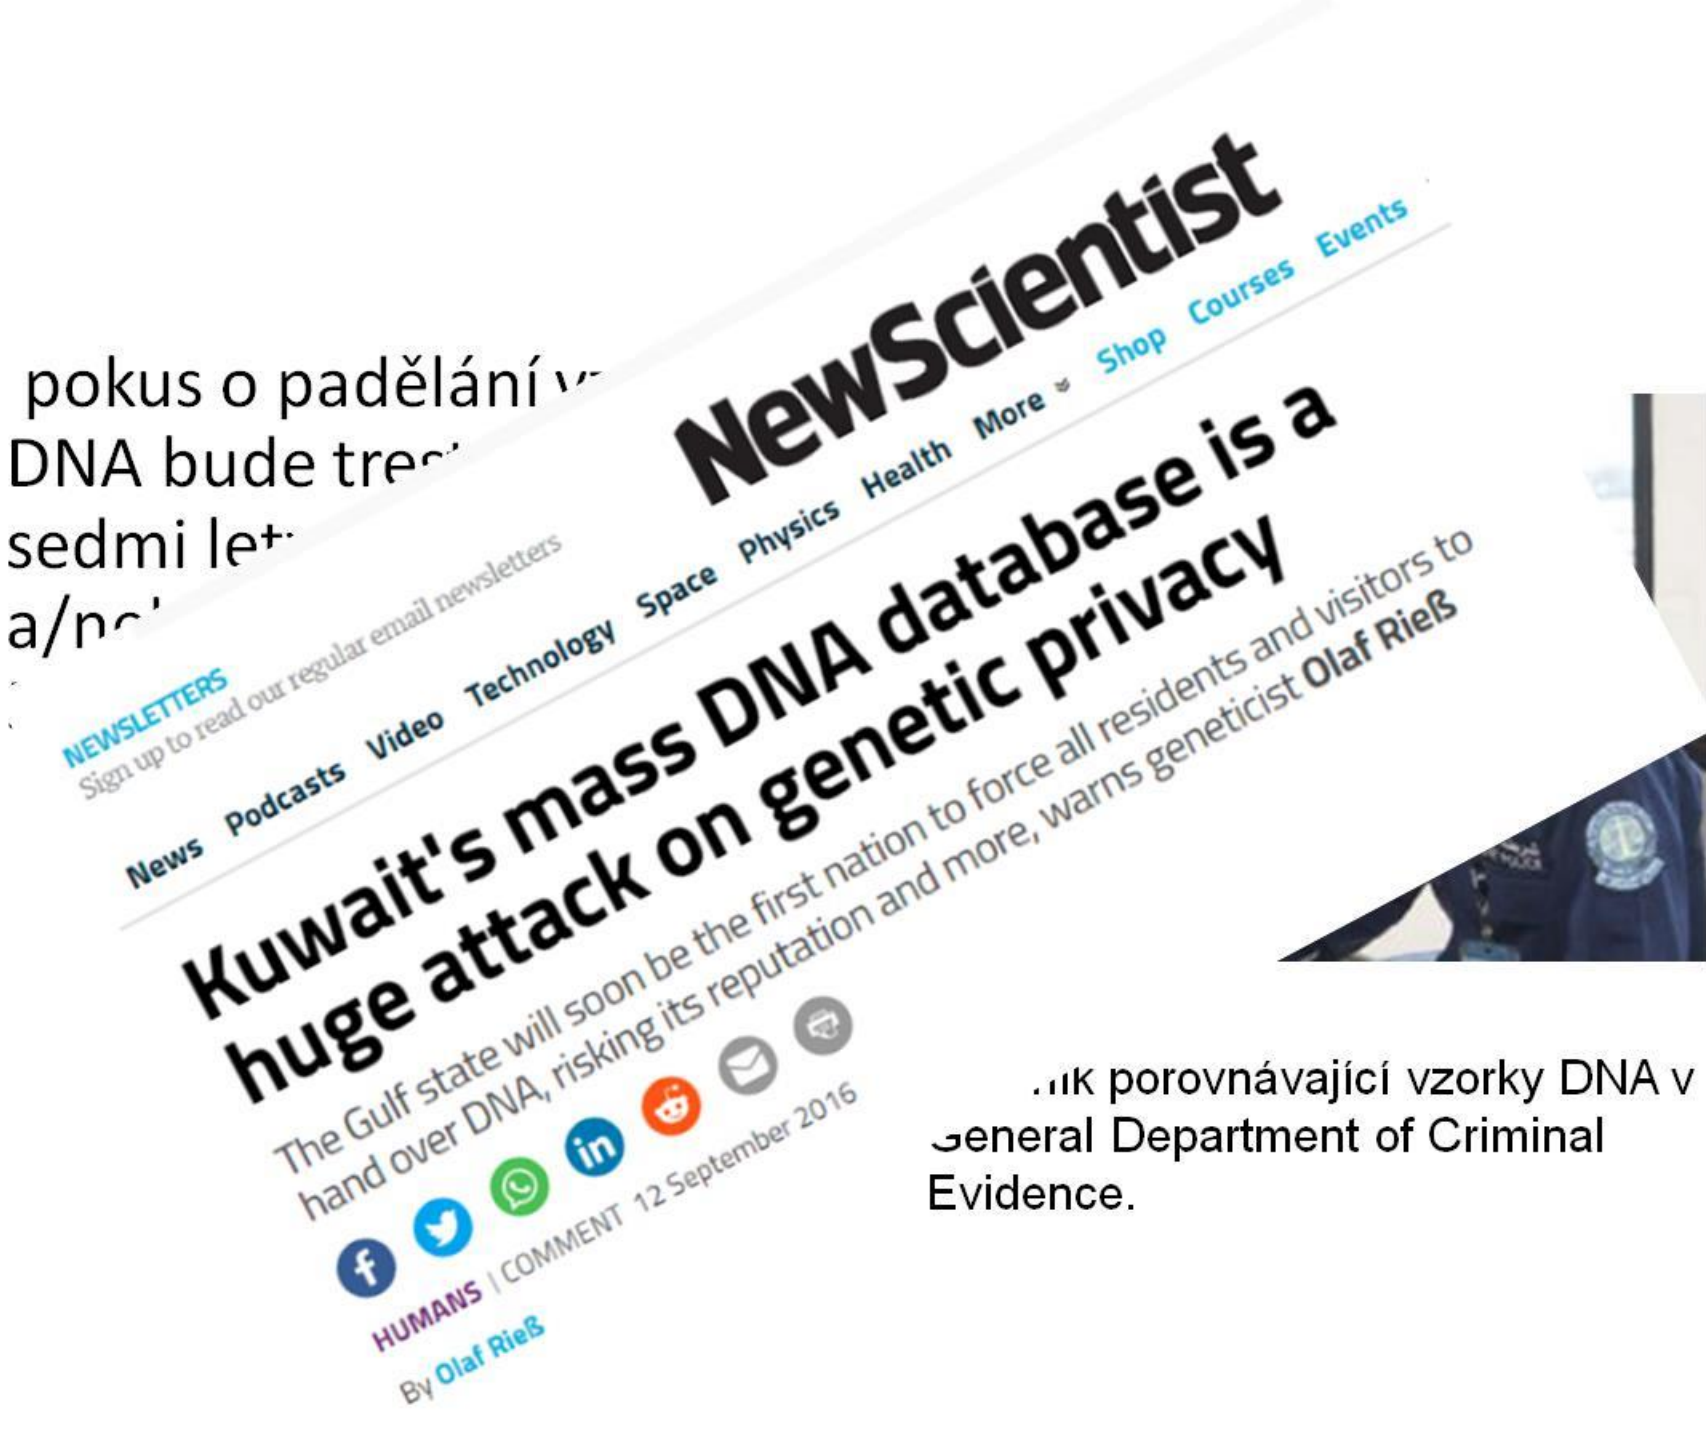 pokus o padělání
DNA bude
sedmi
NewScientist
NEWSLETTERS
Sign up to read our regular email newsletters
News Podcasts Video Technology Space Physics Health More Shop Courses Events
Kuwait's mass DNA database is a
huge attack on genetic privacy
The Gulf state will soon be the first nation to force all residents and visitors to
hand over DNA, risking its reputation and more, warns geneticist Olaf Rieß
HUMANS | COMMENT 12 September 2016
By Olaf Rieß
porovnávající vzorky DNA v
General Department of Criminal
Evidence.